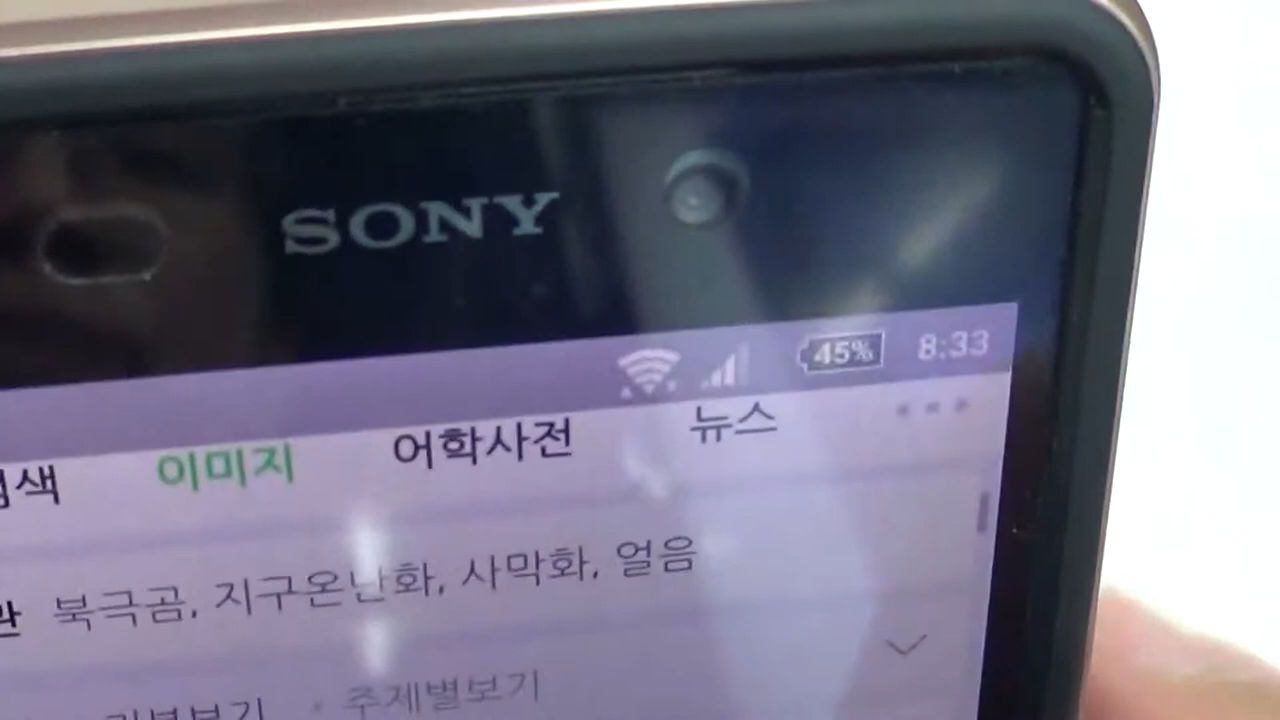 SONY
45% 8:33
이미지 어학사전 뉴스
북극곰, 지구온난화, 사막화, 얼음
주제별보기